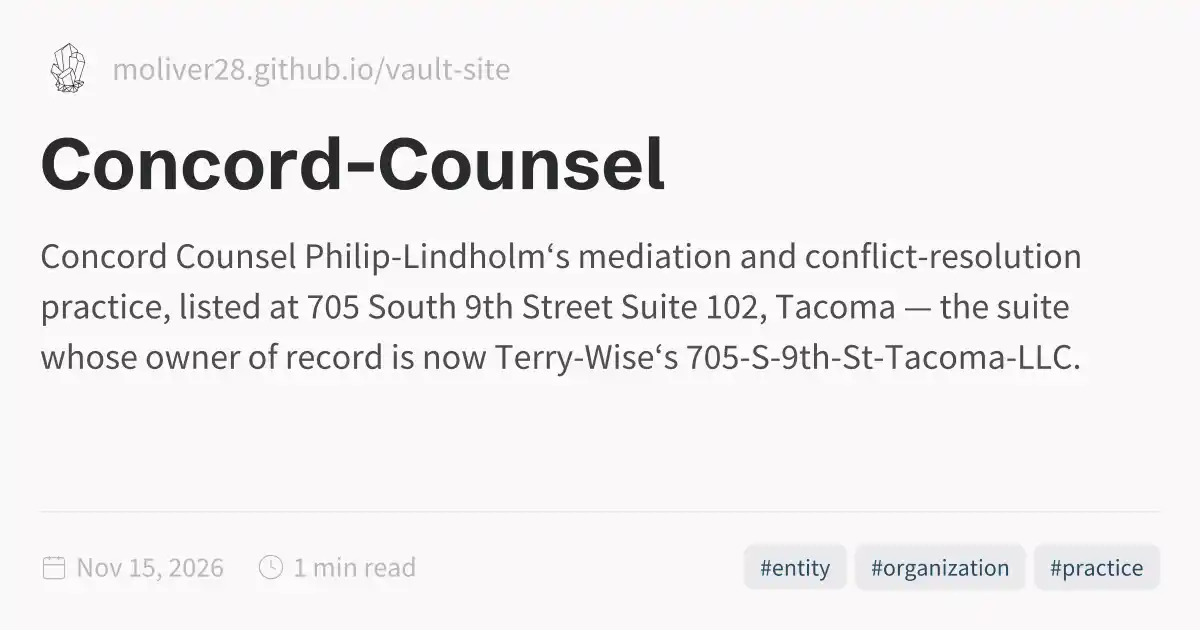 moliver28.github.io/vault-site
Concord-Counsel
Concord Counsel Philip-Lindholm‘s mediation and conflict-resolution
practice, listed at 705 South 9th Street Suite 102, Tacoma — the suite
whose owner of record is now Terry-Wise‘s 705-S-9th-St-Tacoma-LLC.
Nov 15, 2026 1 min read #entity #organization #practice